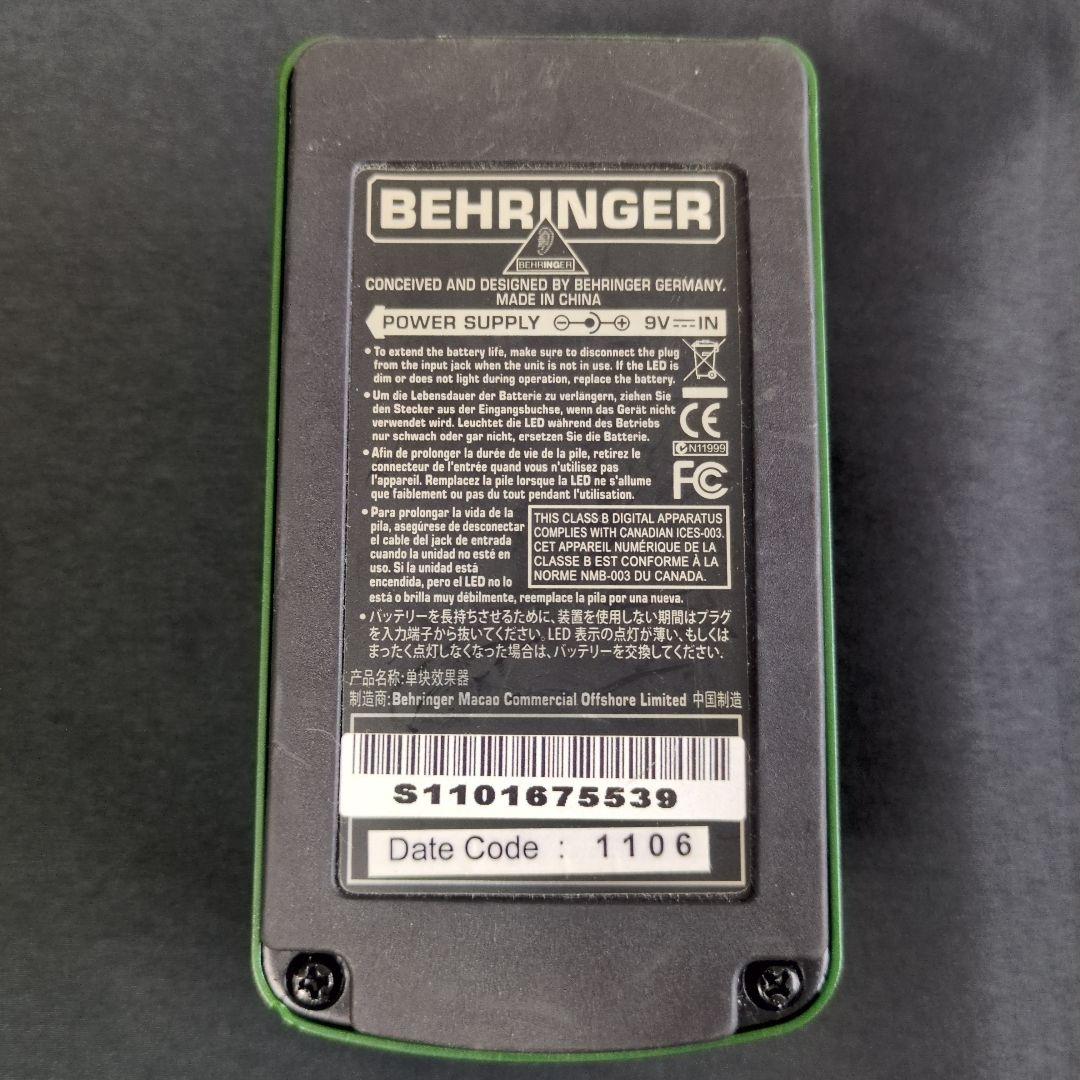 BEHRINGER
BEHRINGER
CONCEIVED AND DESIGNED BY BEHRINGER GERMANY.
MADE IN CHINA
POWER SUPPLY 9V IN
• To extend the battery life, make sure to disconnect the plug
from the input jack when the unit is not in use. If the LED is
dim or does not light during operation, replace the battery.
• Um die Lebensdauer der Batterie zu verlängern, ziehen Sie
den Stecker aus der Eingangsbuchse, wenn das Gerät nicht
verwendet wird. Leuchtet die LED während des Betriebs
nur schwach oder gar nicht, ersetzen Sie die Batterie.
CE
N11999
• Afin de prolonger la durée de vie de la pile, retirez le
connecteur de l'entrée quand vous n'utilizez pas
l'appareil. Remplacez la pile lorsque la LED ne s'allume
que faiblement ou pas du tout pendant l'utilisation.
FC
• Para prolongar la vida de la
pila, asegúrese de desconectar
el cable del jack de entrada
cuando la unidad no esté en
uso. Si la unidad está
encendida, pero el LED no lo
está o brilla muy débilmente, reemplace la pila por una nueva.
THIS CLASS B DIGITAL APPARATUS
COMPLIES WITH CANADIAN ICES-003.
CET APPAREIL NUMÉRIQUE DE LA
CLASSE B EST CONFORME À LA
NORME NMB-003 DU CANADA.
• バッテリーを長持ちさせるために、装置を使用しない期間はプラグ
を入力端子から抜いてください。LED 表示の点灯が薄い、もしくは
まったく点灯しなくなった場合は、バッテリーを交換してください.
产品名称:单块效果器
制造商:Behringer Macao Commercial Offshore Limited 中国制造
S1101675539
Date Code : 1106